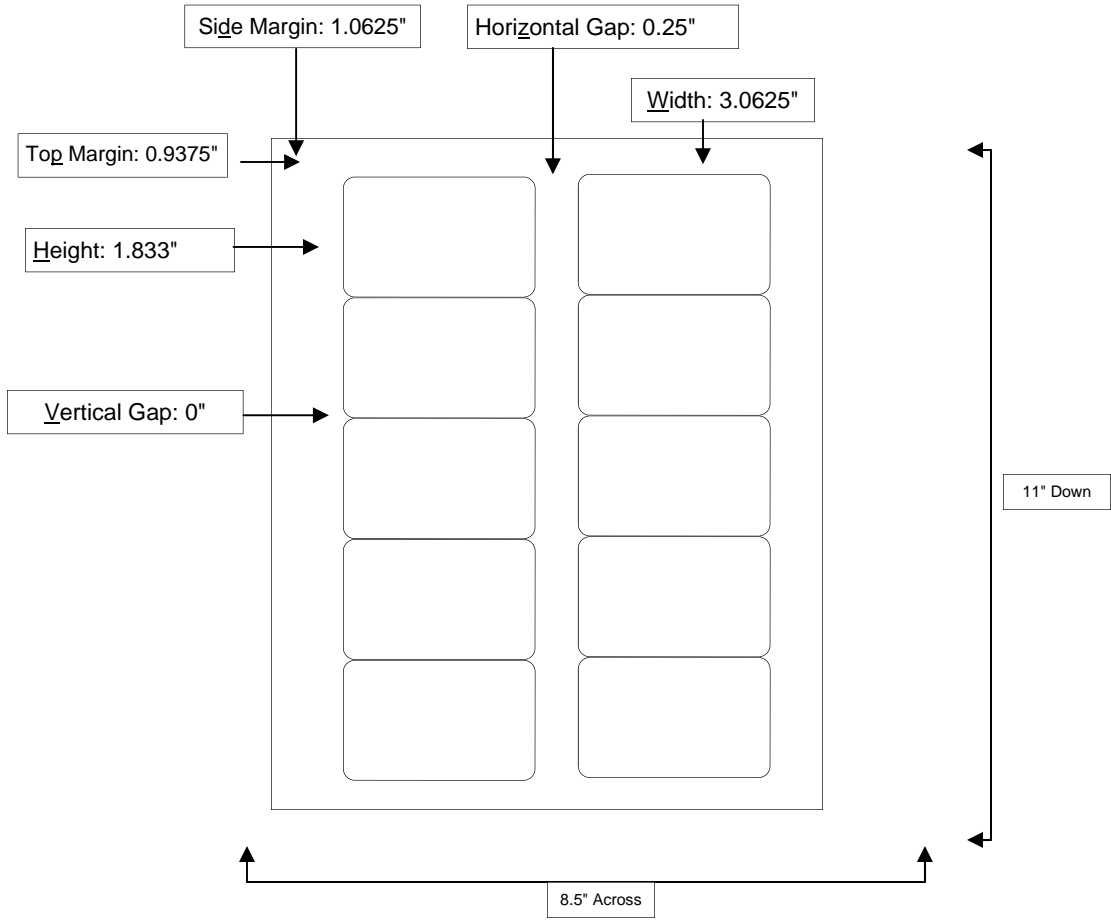 Side Margin: 1.0625"
Horizontal Gap: 0.25"
Width: 3.0625"
Top Margin: 0.9375"
Height: 1.833"
Vertical Gap: 0"
11" Down
8.5" Across